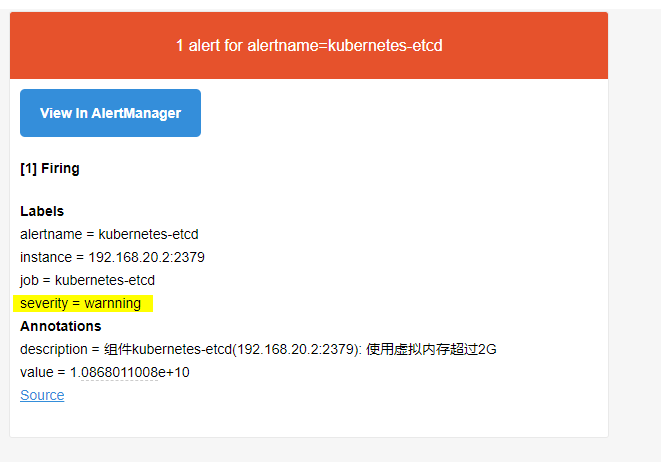 1 alert for alertname=kubernetes-etcd
View In AlertManager
[1] Firing
Labels
alertname = kubernetes-etcd
instance = 192.168.20.2:2379
job = kubernetes-etcd
severity = warnning
Annotations
description = 组件kubernetes-etcd(192.168.20.2:2379): 使用虚拟内存超过2G
value = 1.0868011008e+10
Source